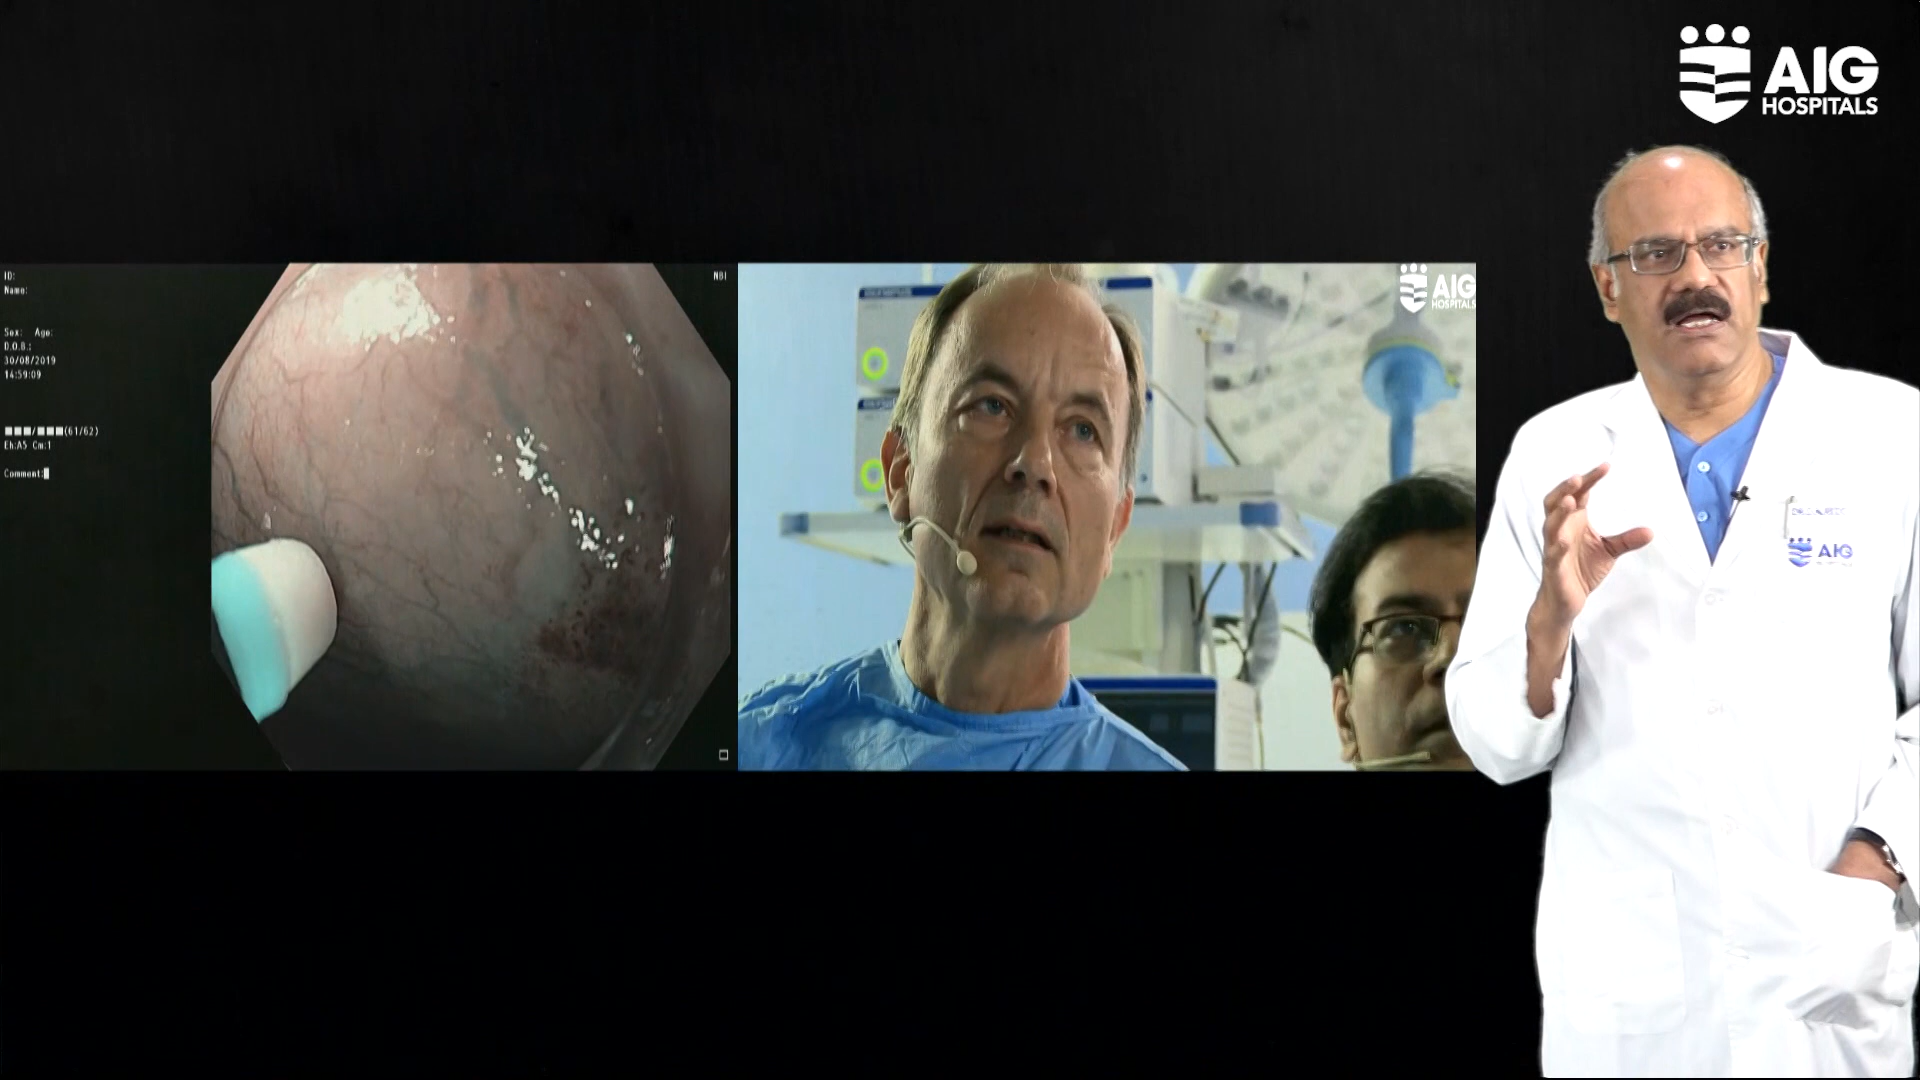 AIG
HOSPITALS
ID:
Name:
Sex: Age:
D.O.B.:
30/08/2019
14:59:09
■■■/■■■(61/62)
Eh:A5 Cm:1
Comment:
NBI
AIG
HOSPITALS
AIG